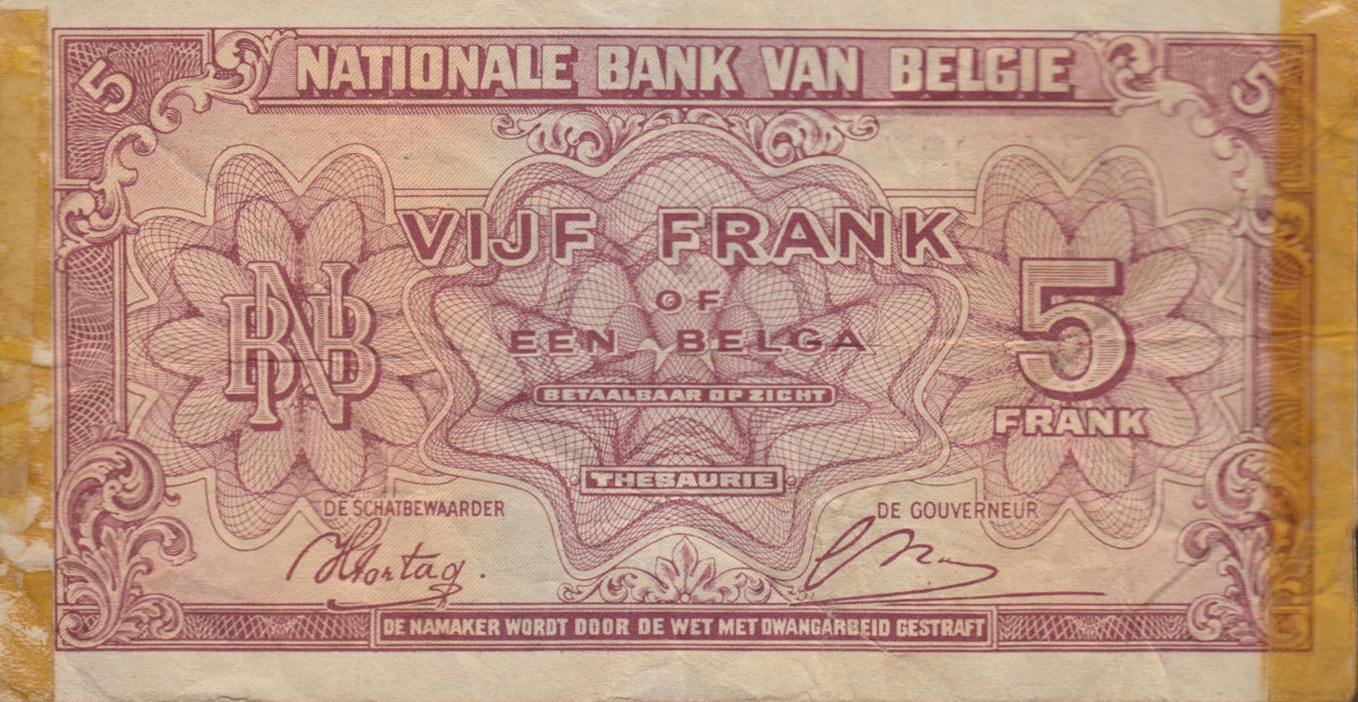 5
NATIONALE BANK VAN BELGIE
5
VIJF FRANK
OF
EEN BELGA
BNB
5
FRANK
BETAALBAAR OP ZICHT
THESAURIE
DE SCHATBEWAARDER
DE GOUVERNEUR
DE NAMAKER WORDT DOOR DE WET MET DWANGARBEID GESTRAFT